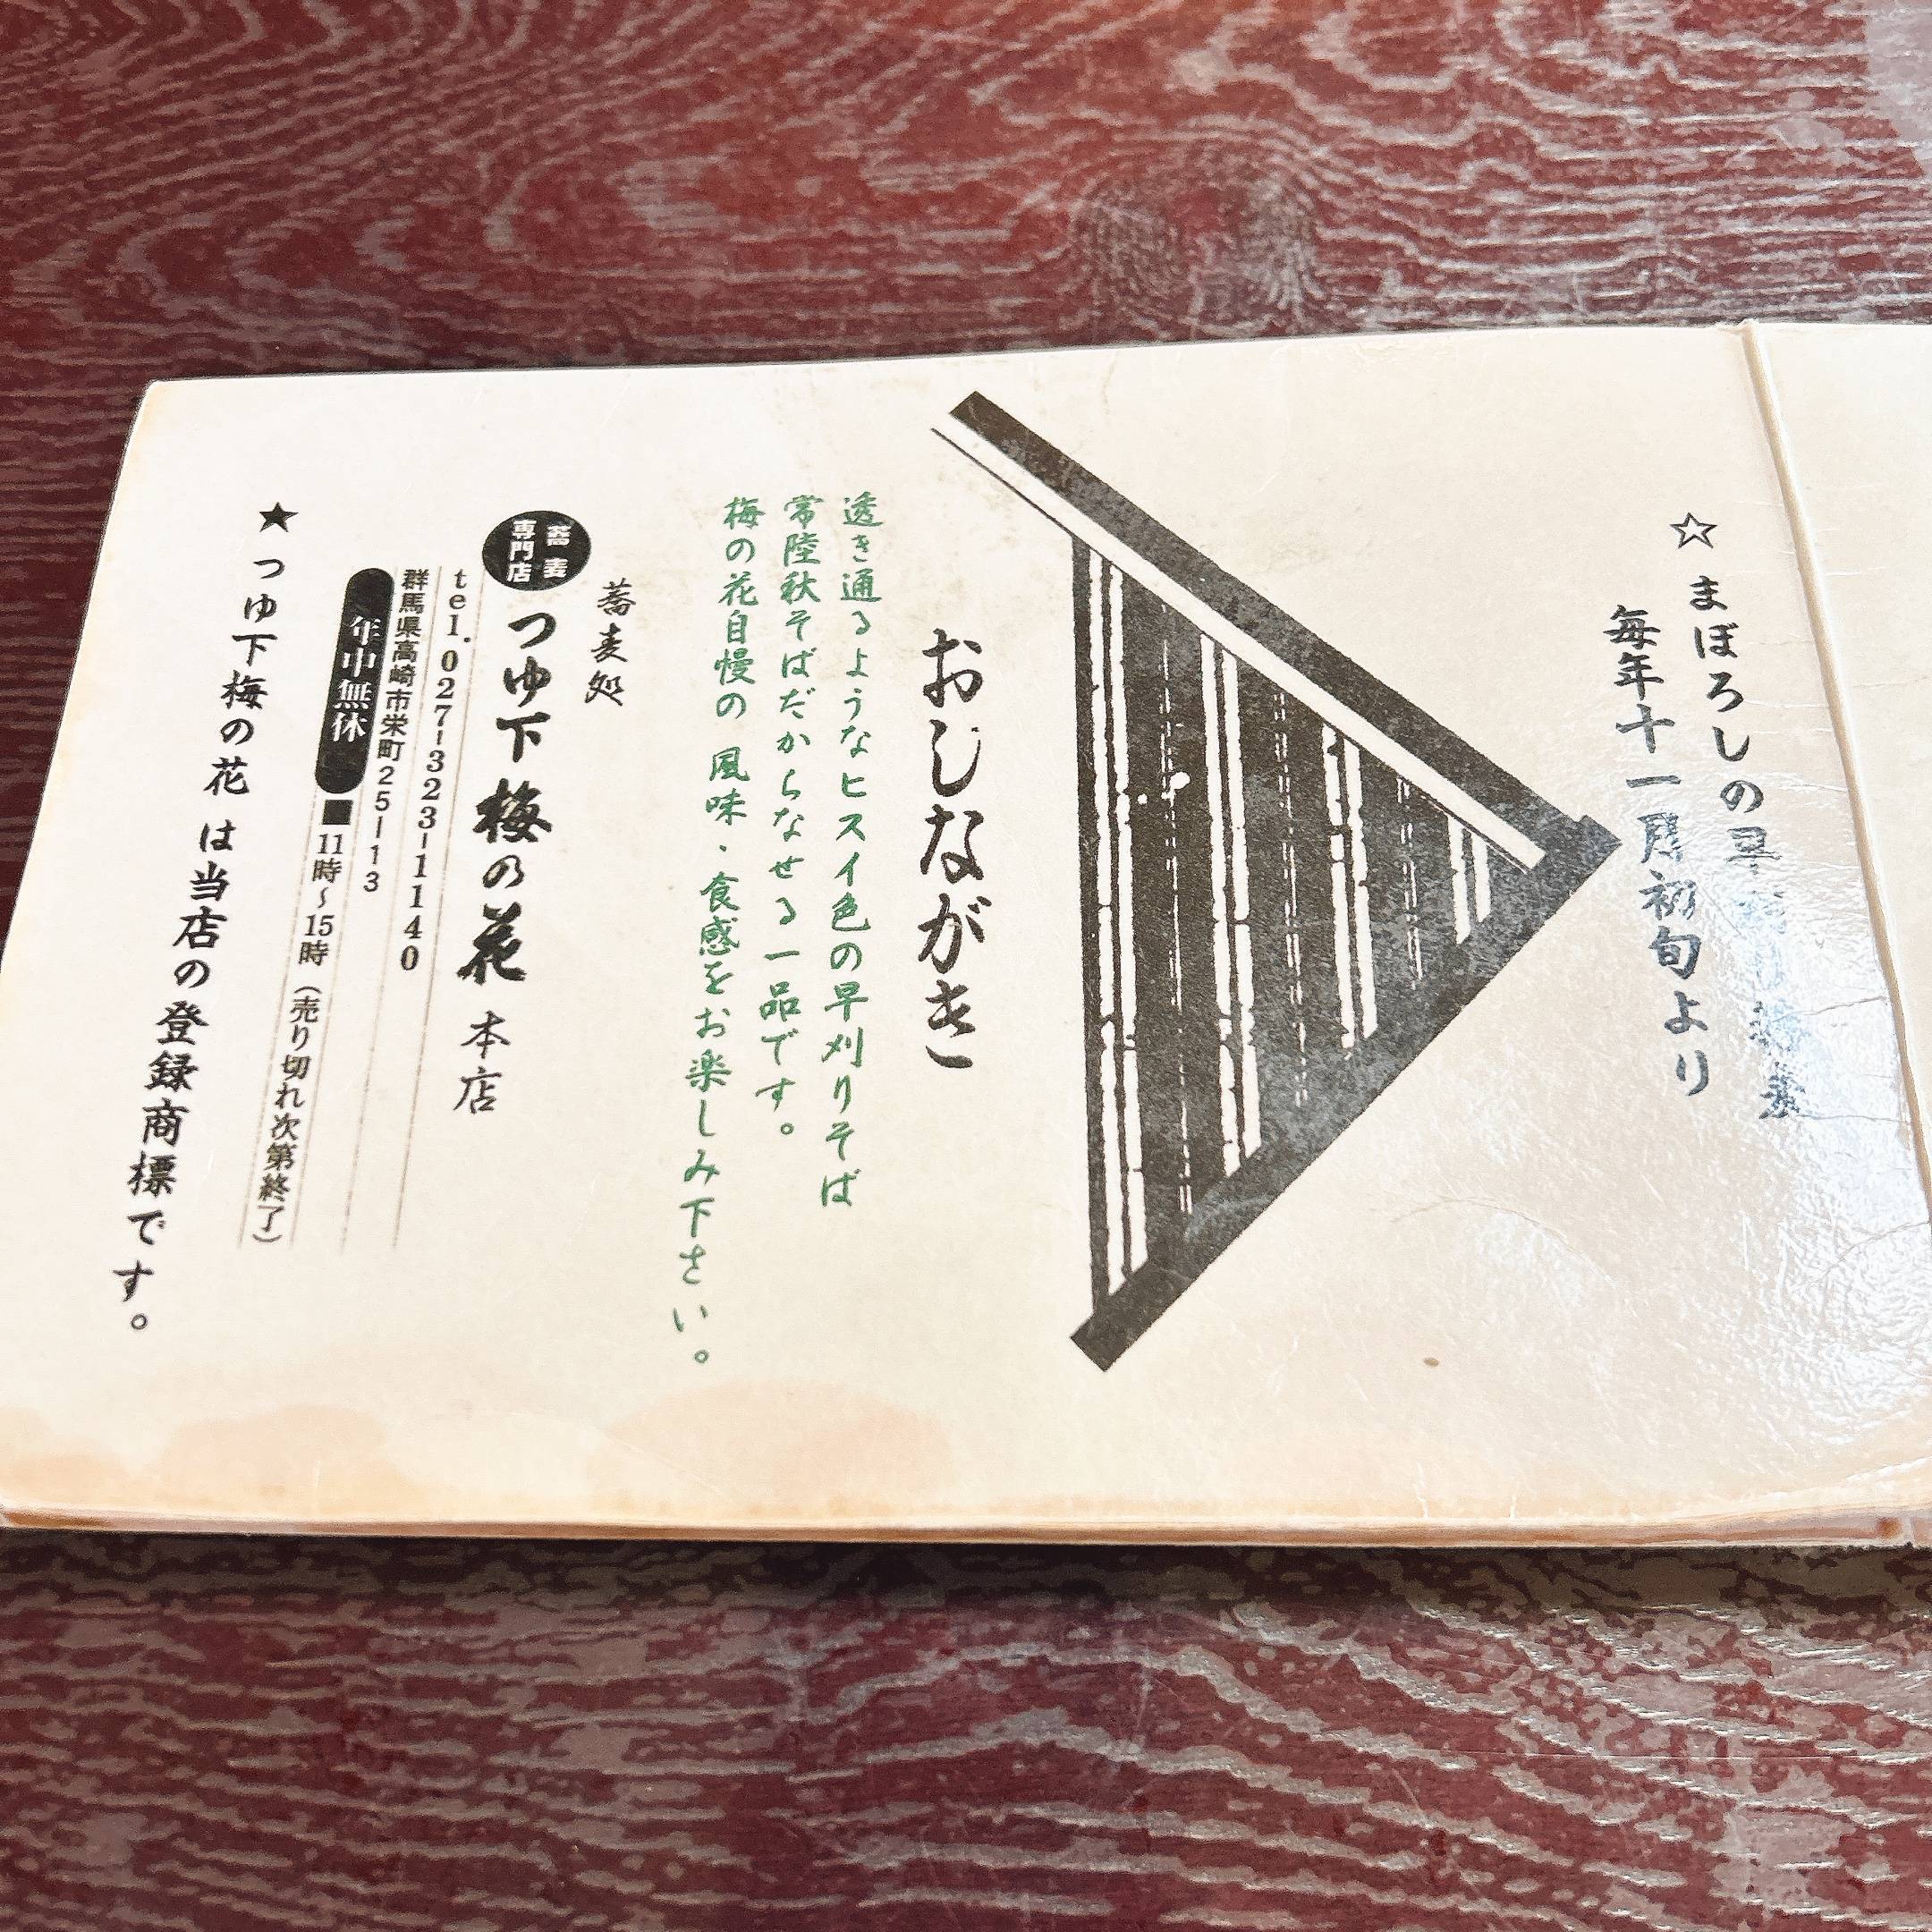 ☆まぼろしの早刈り蕎麦
毎年十一月初旬より
おしながき
透き通るようなヒスイ色の早刈りそば
常陸秋そばだからなせる一品です。
梅の花自慢の風味・食感をお楽しみ下さい。
蕎麦処
蕎麦
専門店
つゆ下梅の花 本店
tel.027-323-1140
群馬県高崎市栄町25-13
年中無休 ■11時~15時(売り切れ次第終了)
★つゆ下梅の花は当店の登録商標です。